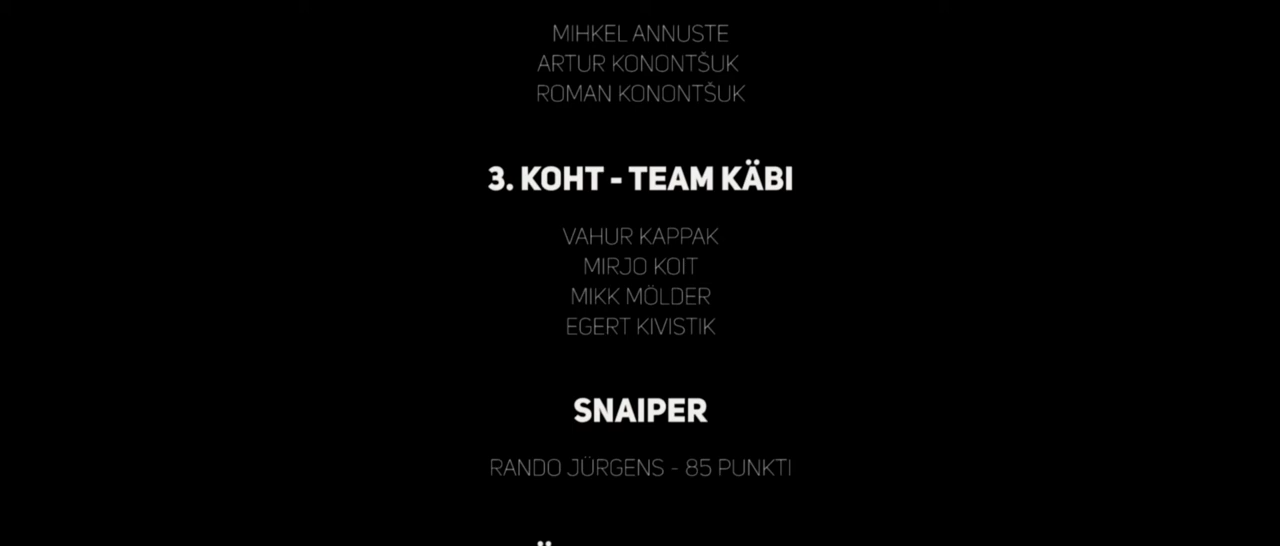 MIHKEL ANNUSTE
ARTUR KONONTŠUK
ROMAN KONONTŠUK
3. KOHT - TEAM KÄBI
VAHUR KAPPAK
MIRJO KOIT
MIKK MÖLDER
EGERT KIVISTIK
SNAIPER
RANDO JÜRGENS - 85 PUNKTI